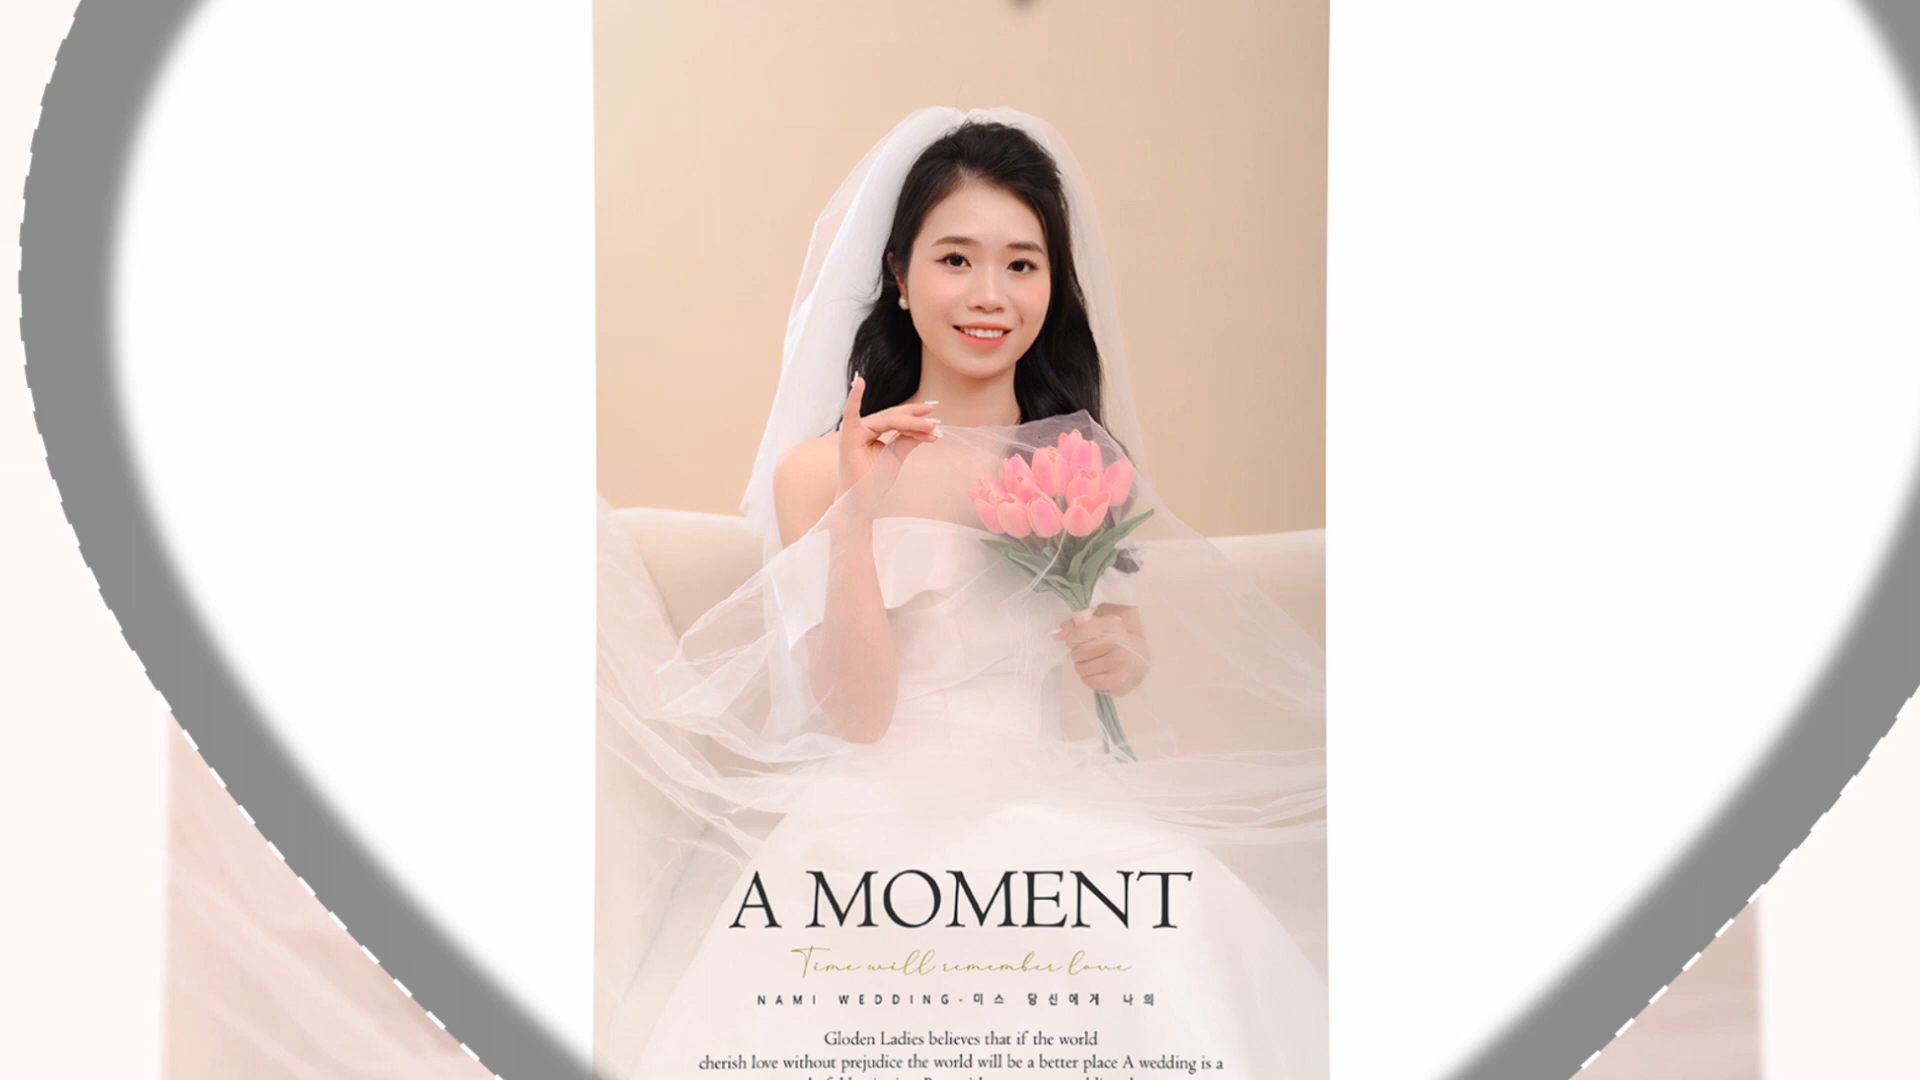 A MOMENT
Time will remember love
NAMI WEDDING-미스 당신에게 나의
Gloden Ladies believes that if the world
cherish love without prejudice the world will be a better place A wedding is a